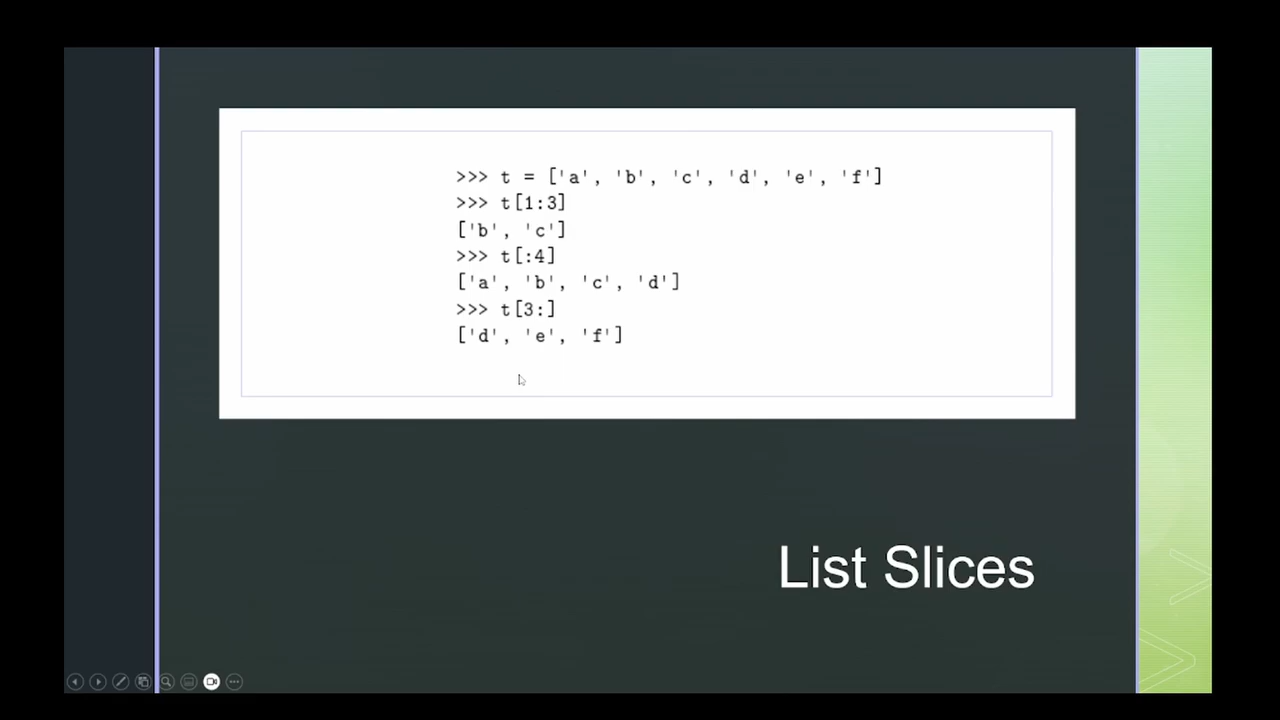 >>> t = ['a', 'b', 'c', 'd', 'e', 'f']
>>> t[1:3]
['b', 'c']
>>> t[:4]
['a', 'b', 'c', 'd']
>>> t[3:]
['d', 'e', 'f']
List Slices